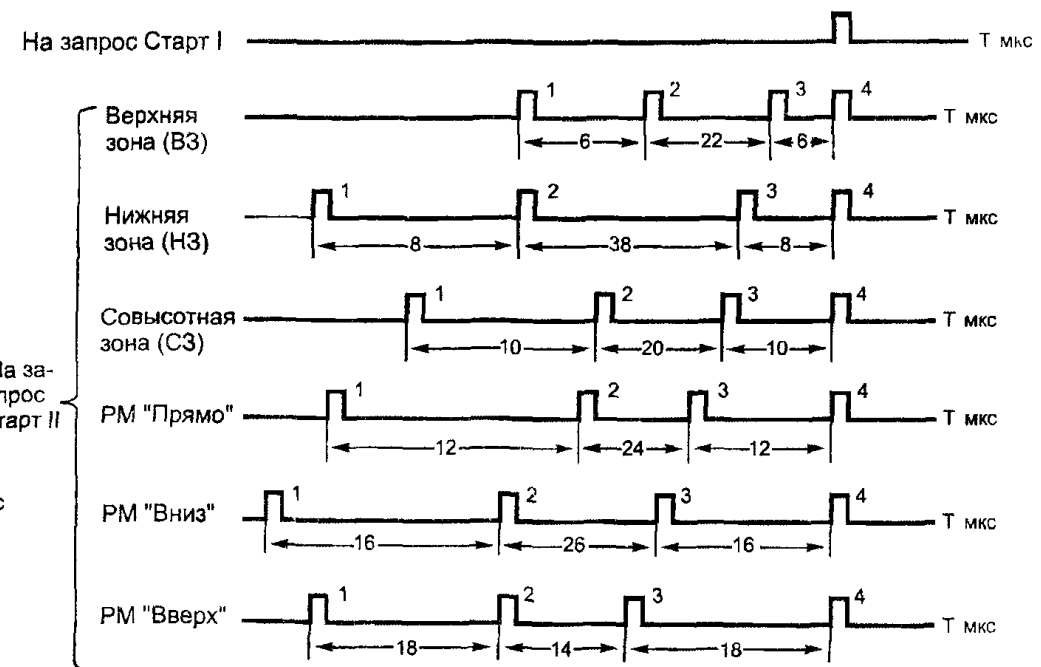 На запрос Старт I
Т мкс
Верхняя
зона (ВЗ)
1 2 3 4
Т мкс
6 22 6
Нижняя
зона (НЗ)
1 2 3 4
Т мкс
8 38 8
Совысотная
зона (СЗ)
1 2 3 4
Т мкс
10 20 10
На за-
прос
тарт II
РМ "Прямо"
1 2 3 4
Т мкс
12 24 12
с
РМ "Вниз"
1 2 3 4
Т мкс
16 26 16
РМ "Вверх"
1 2 3 4
Т мкс
18 14 18